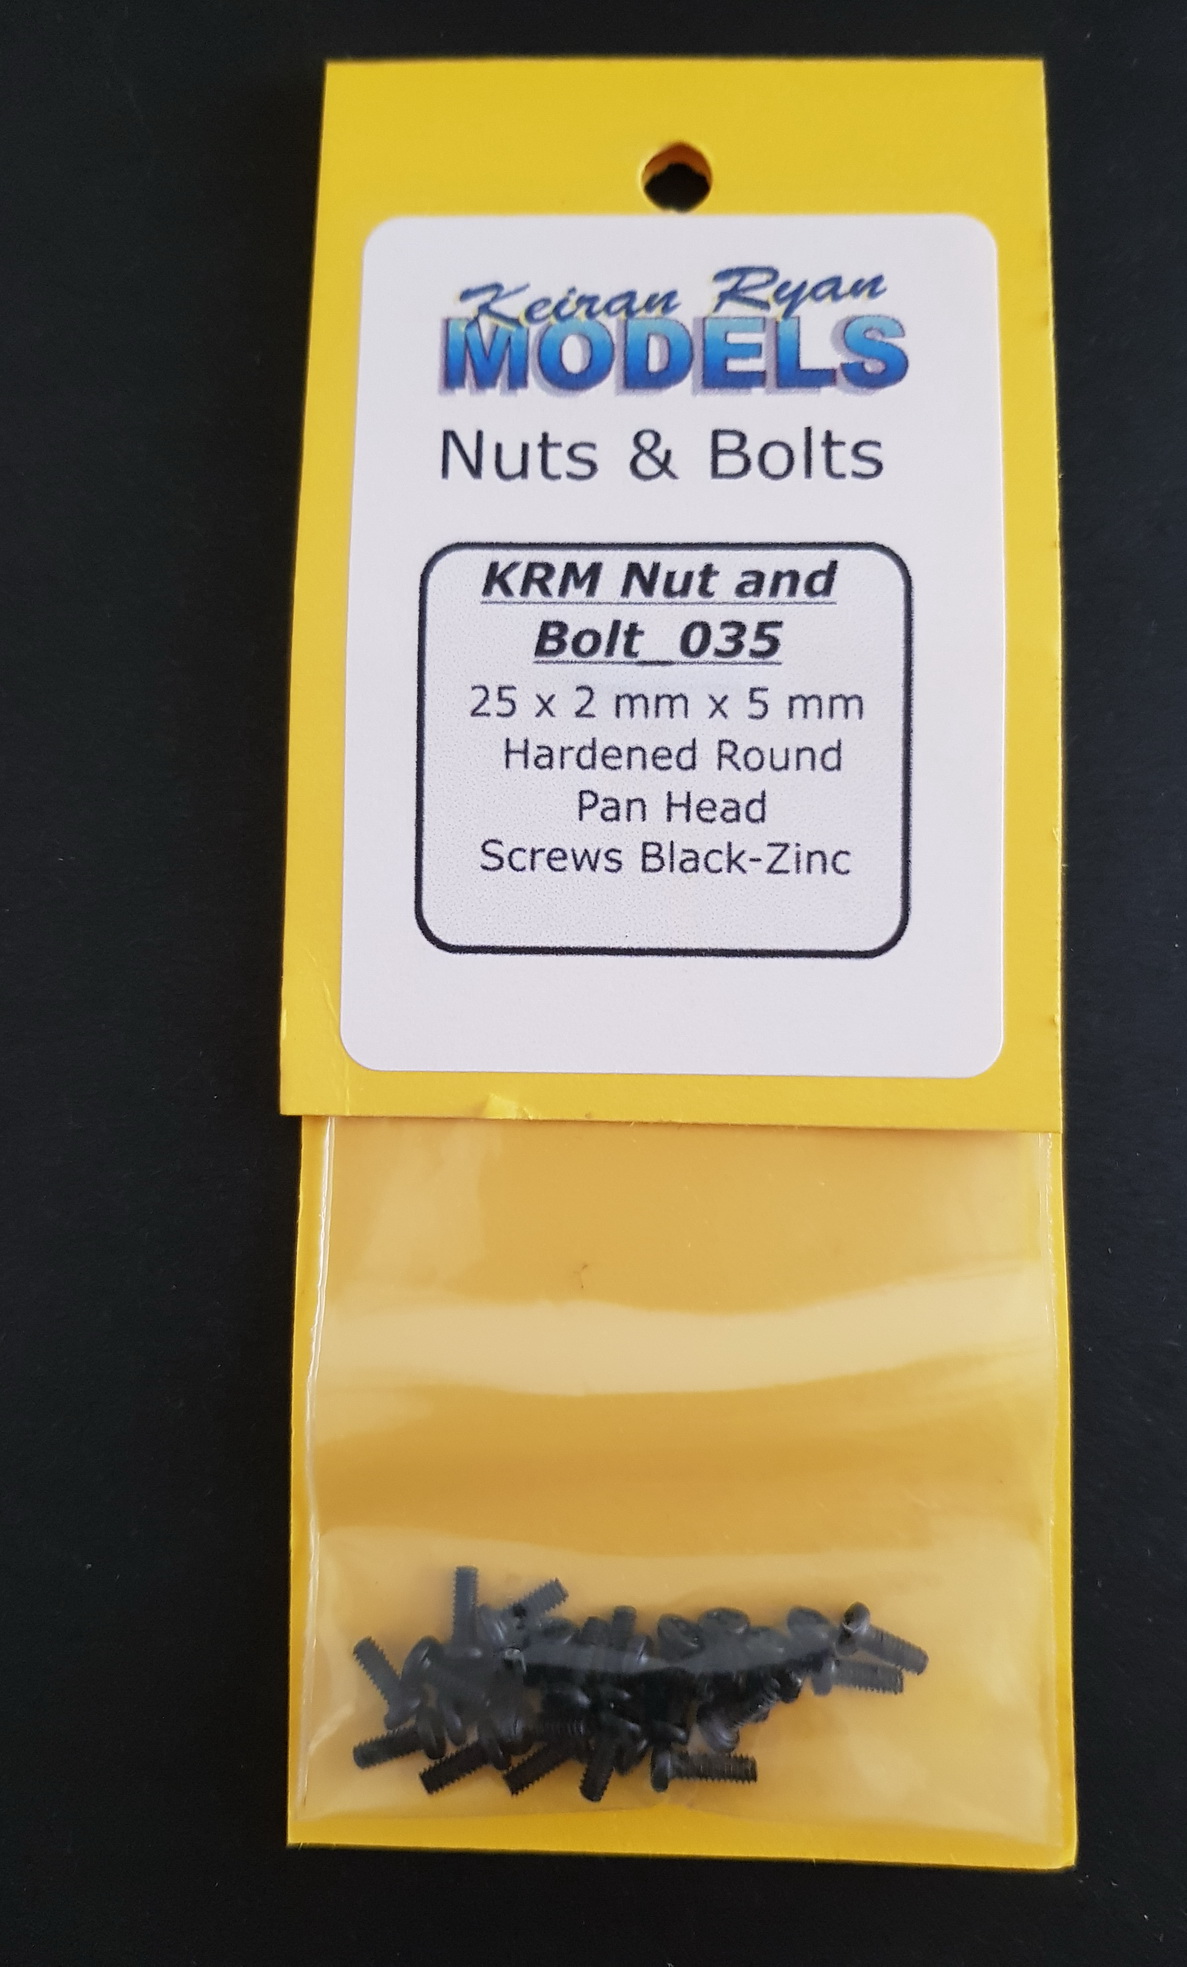 Keiran Ryan
MODELS
Nuts & Bolts
KRM Nut and
Bolt_035
25 x 2 mm x 5 mm
Hardened Round
Pan Head
Screws Black-Zinc